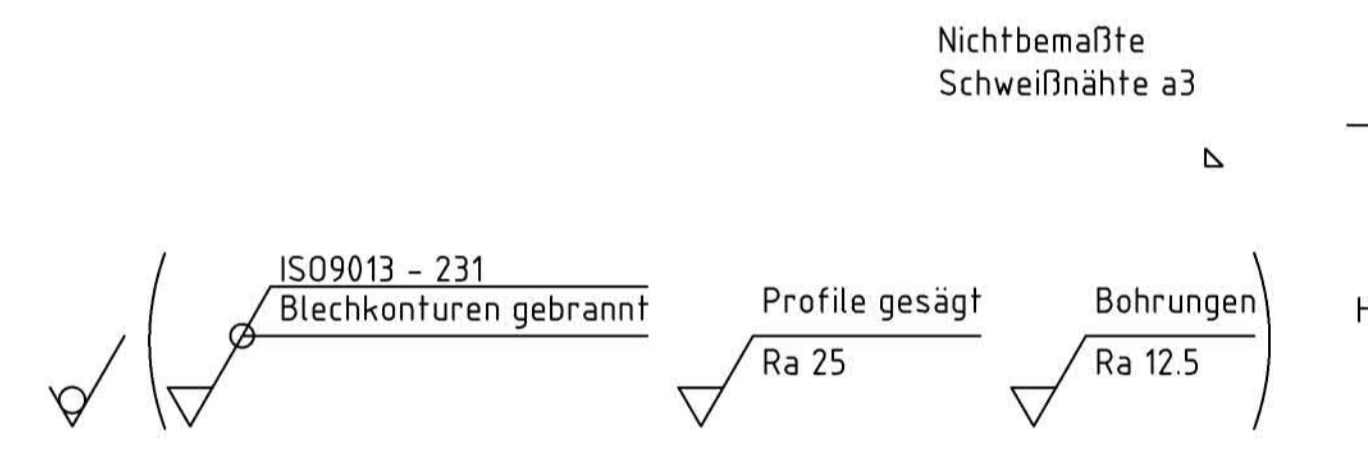 Nichtbemaßte
Schweißnähte a3
ISO9013 - 231
Blechkonturen gebrannt
Profile gesägt
Ra 25
Bohrungen
Ra 12.5